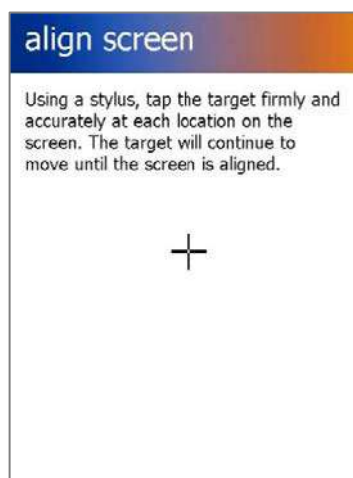 align screen
Using a stylus, tap the target firmly and
accurately at each location on the
screen. The target will continue to
move until the screen is aligned.